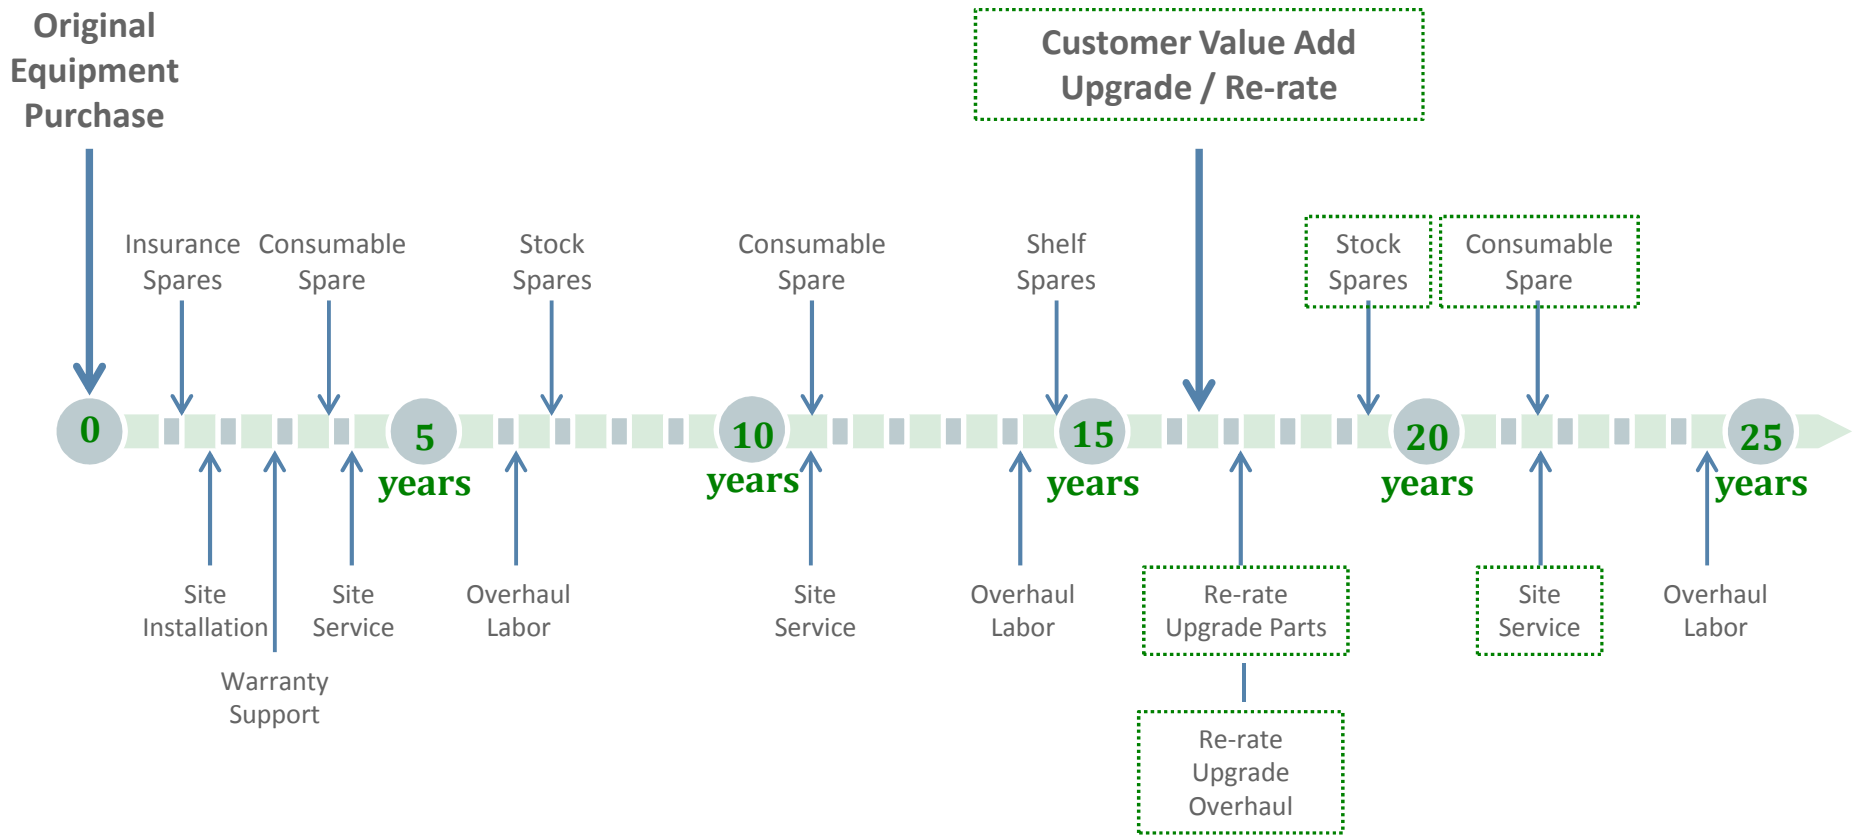 Original
Equipment
Purchase
Customer Value Add
Upgrade / Re-rate
Insurance
Spares
Consumable
Spare
Stock
Spares
Consumable
Spare
Shelf
Spares
Stock
Spares
Consumable
Spare
0
5
years
10
years
15
years
20
years
25
years
Site
Installation
Warranty
Support
Site
Service
Overhaul
Labor
Site
Service
Overhaul
Labor
Re-rate
Upgrade Parts
Re-rate
Upgrade
Overhaul
Site
Service
Overhaul
Labor